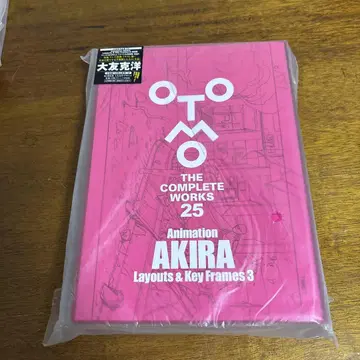 大友克洋
OTOMO
THE
COMPLETE
WORKS
25
Animation
AKIRA
Layouts & Key Frames 3